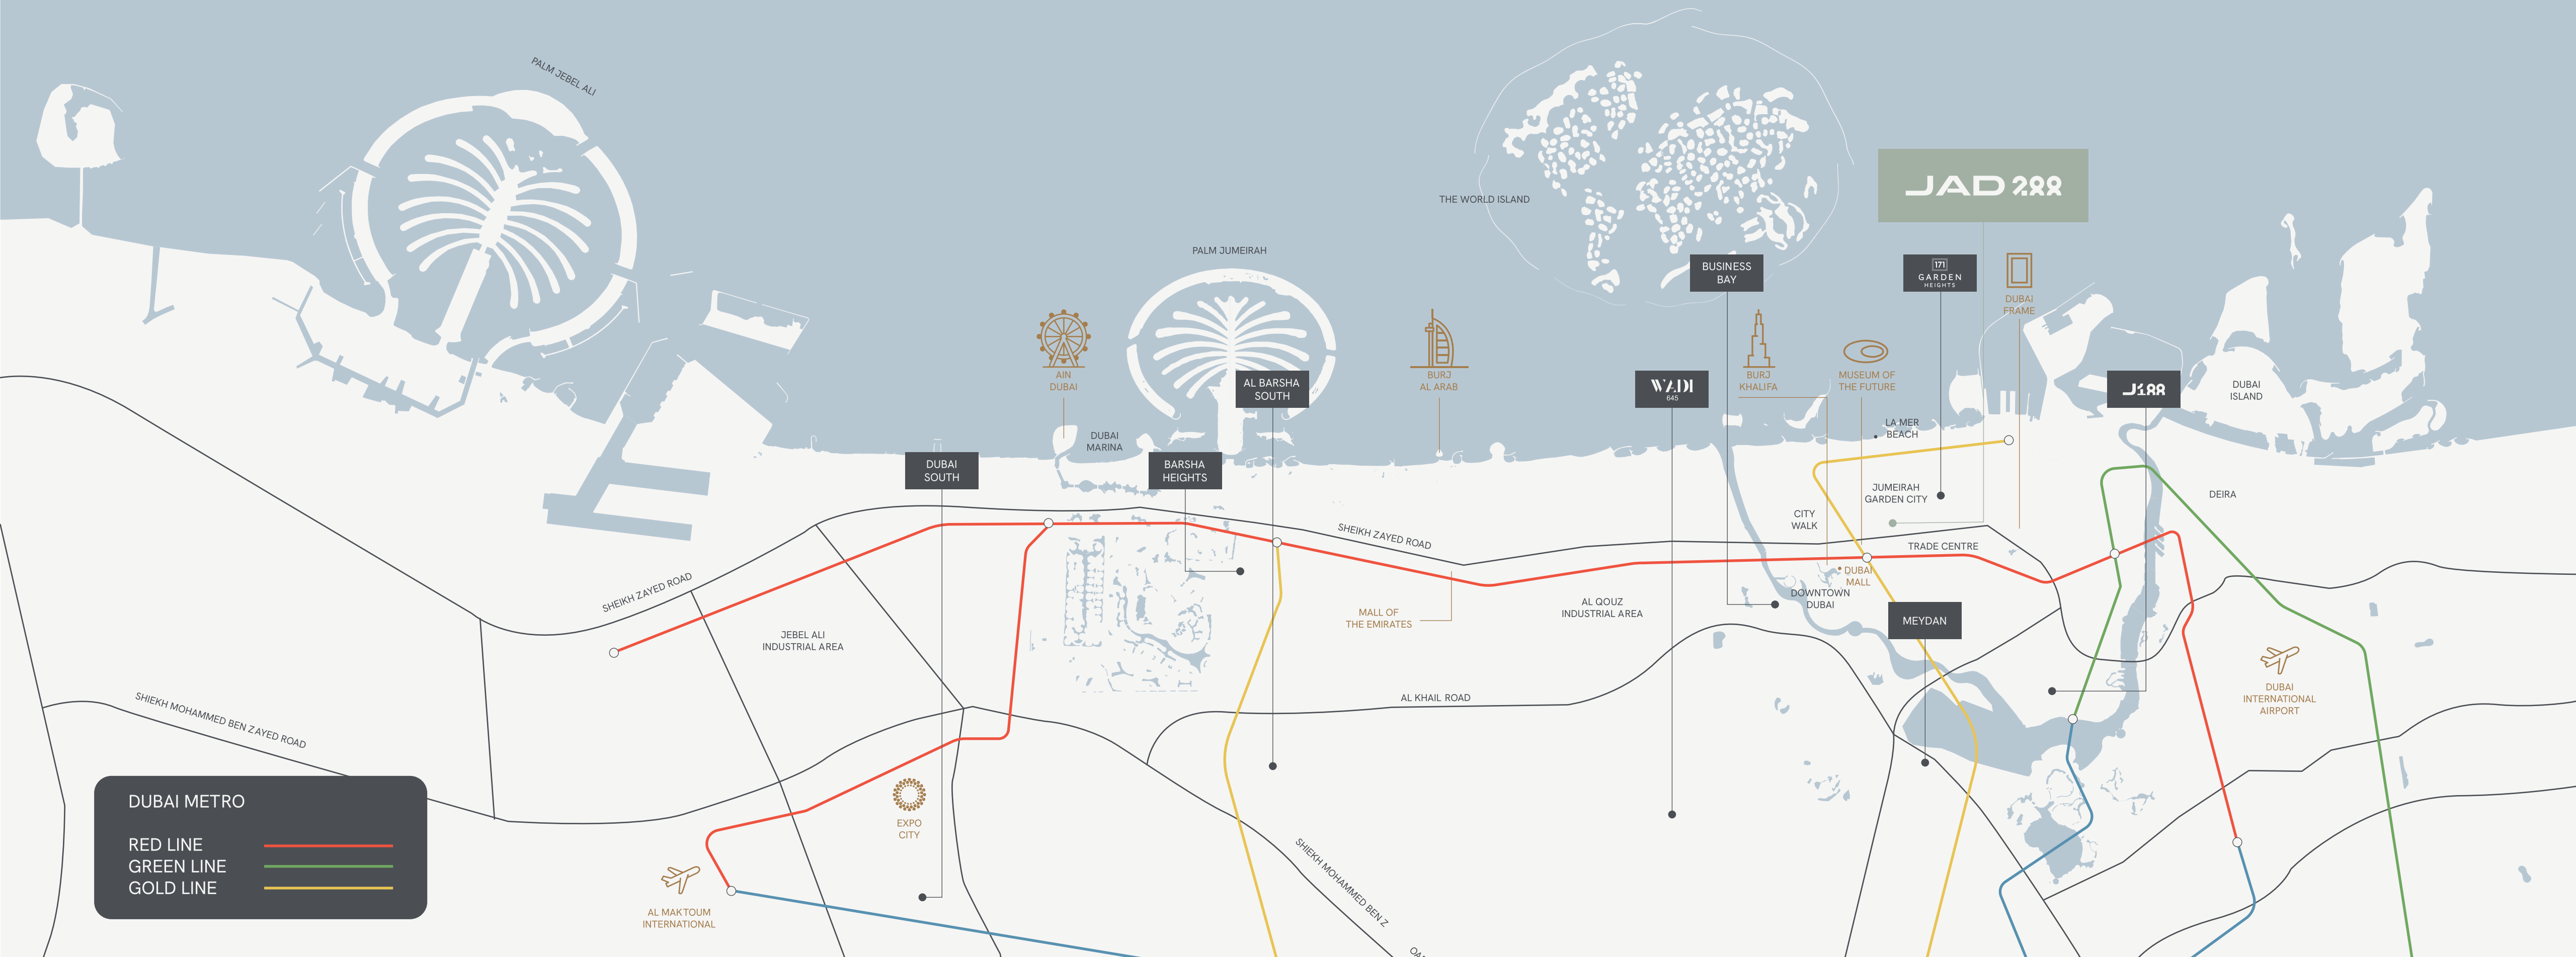 PALM JEBEL ALI
THE WORLD ISLAND
JAD 288
PALM JUMEIRAH
BUSINESS
BAY
171
GARDEN
HEIGHTS
DUBAI
FRAME
AIN
DUBAI
AL BARSHA
SOUTH
BURJ
AL ARAB
WADI
645
BURJ
KHALIFA
MUSEUM OF
THE FUTURE
J188
DUBAI
ISLAND
DUBAI
MARINA
LA MER
BEACH
DUBAI
SOUTH
BARSHA
HEIGHTS
JUMEIRAH
GARDEN CITY
DEIRA
CITY
WALK
SHEIKH ZAYED ROAD
TRADE CENTRE
SHEIKH ZAYED ROAD
DUBAI
MALL
DOWNTOWN
DUBAI
AL QOUZ
INDUSTRIAL AREA
MALL OF
THE EMIRATES
MEYDAN
JEBEL ALI
INDUSTRIAL AREA
AL KHAIL ROAD
DUBAI
INTERNATIONAL
AIRPORT
SHIEKH MOHAMMED BEN ZAYED ROAD
EXPO
CITY
SHIEKH MOHAMMED BEN Z
AL MAKTOUM
INTERNATIONAL
DUBAI METRO
RED LINE
GREEN LINE
GOLD LINE